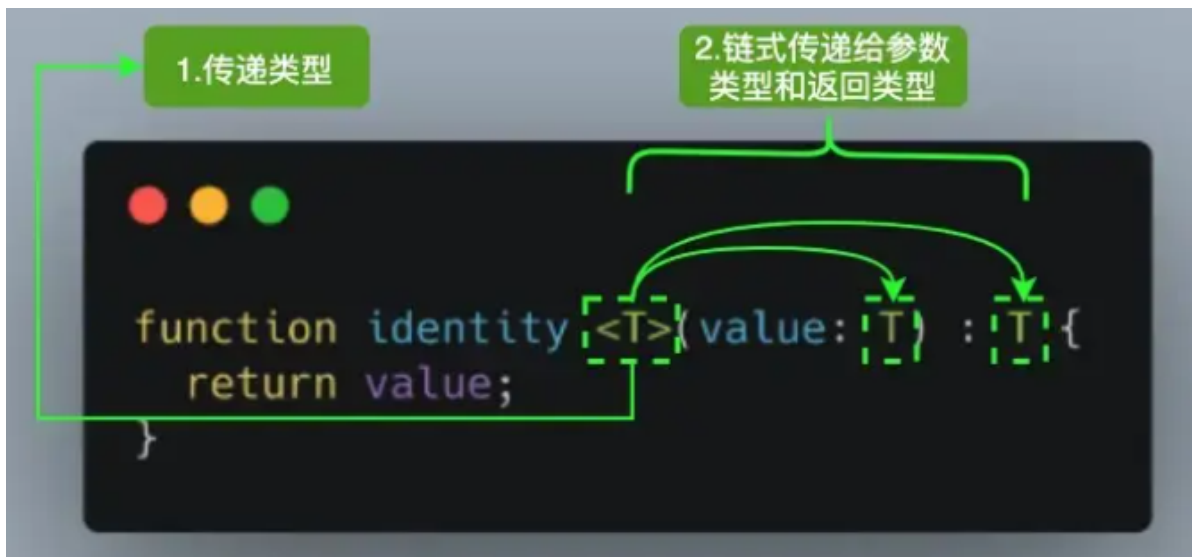 1.传递类型
2.链式传递给参数
类型和返回类型
function identity <T>(value: T) : T {
  return value;
}